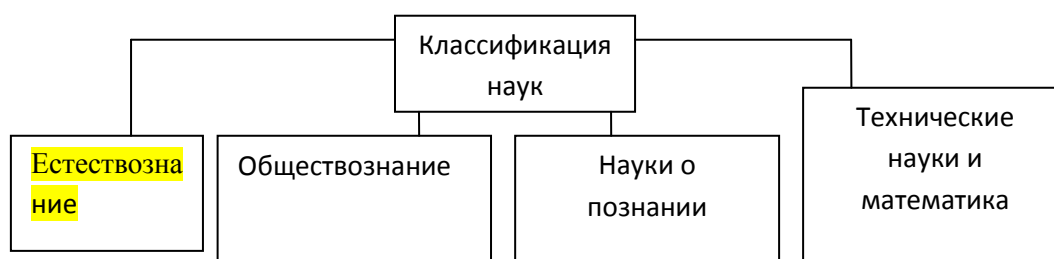 Классификация
наук
Естествозна
ние
Обществознание
Науки о
познании
Технические
науки и
математика